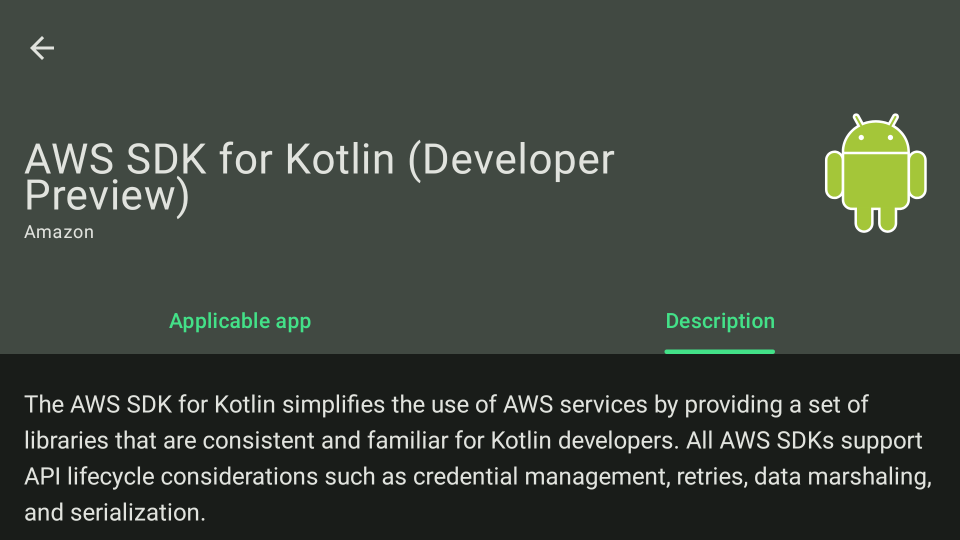 AWS SDK for Kotlin (Developer
Preview)
Amazon
Applicable app
Description
The AWS SDK for Kotlin simplifies the use of AWS services by providing a set of
libraries that are consistent and familiar for Kotlin developers. All AWS SDKs support
API lifecycle considerations such as credential management, retries, data marshaling,
and serialization.